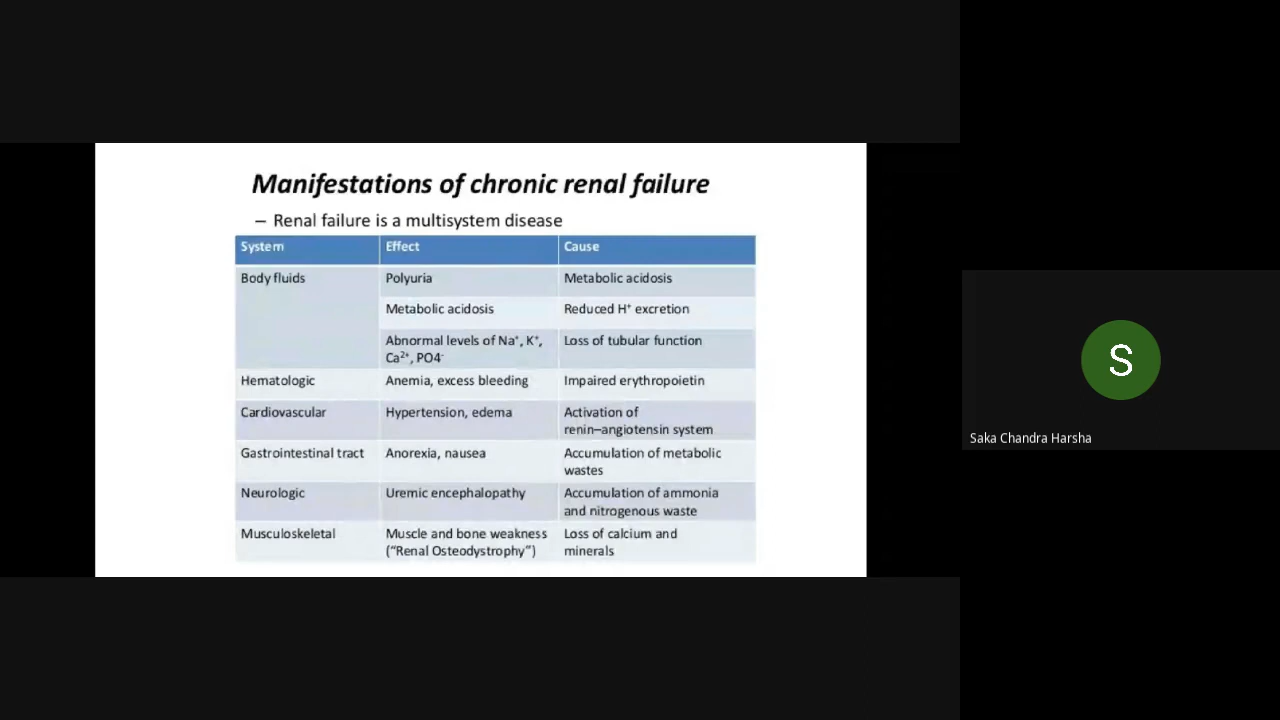 Manifestations of chronic renal failure
– Renal failure is a multisystem disease
System Effect Cause
Body fluids Polyuria Metabolic acidosis
Metabolic acidosis Reduced H⁺ excretion
Abnormal levels of Na⁺, K⁺, Loss of tubular function
Ca²⁺, PO4⁻
Hematologic Anemia, excess bleeding Impaired erythropoietin
Cardiovascular Hypertension, edema Activation of
renin–angiotensin system
Gastrointestinal tract Anorexia, nausea Accumulation of metabolic
wastes
Neurologic Uremic encephalopathy Accumulation of ammonia
and nitrogenous waste
Musculoskeletal Muscle and bone weakness Loss of calcium and
("Renal Osteodystrophy") minerals
S
Saka Chandra Harsha